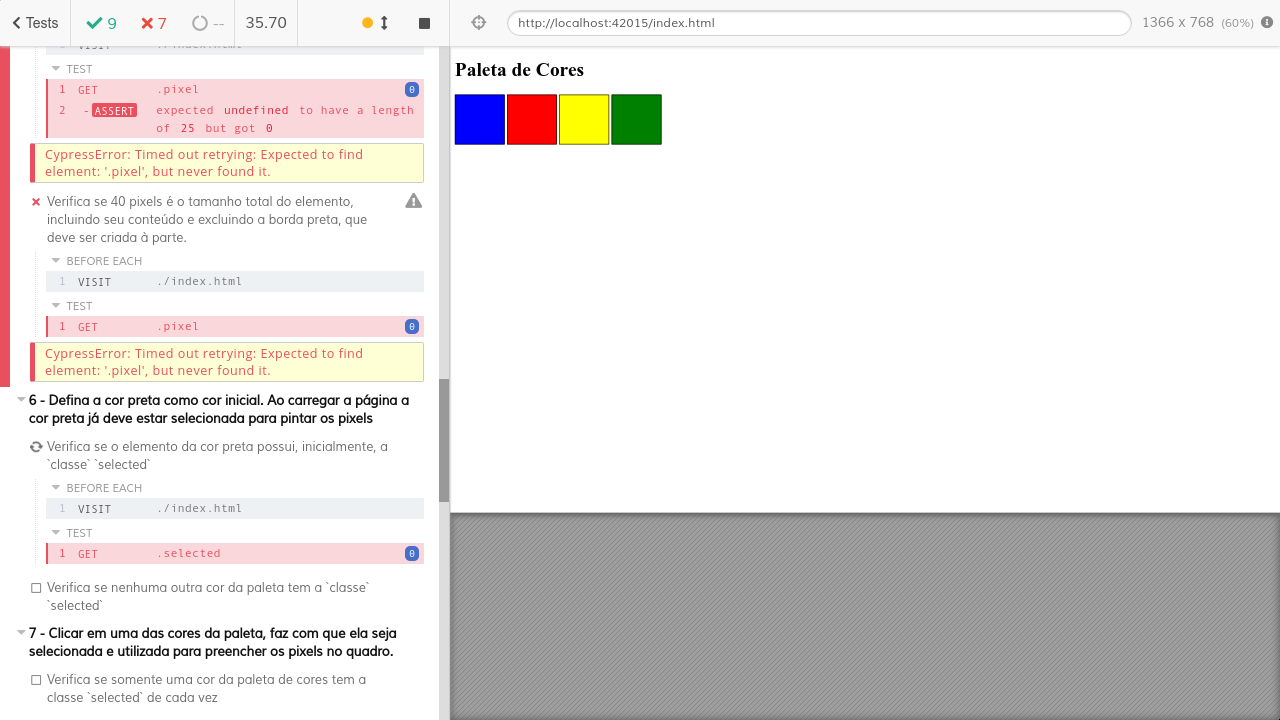 Tests 9 7 -- 35.70
http://localhost:42015/index.html 1366 x 768 (60%)
TEST
1 GET .pixel 0
2 -ASSERT expected undefined to have a length
of 25 but got 0
CypressError: Timed out retrying: Expected to find
element: '.pixel', but never found it.
Verifica se 40 pixels é o tamanho total do elemento,
incluindo seu conteúdo e excluindo a borda preta, que
deve ser criada à parte.
BEFORE EACH
1 VISIT ./index.html
TEST
1 GET .pixel 0
CypressError: Timed out retrying: Expected to find
element: '.pixel', but never found it.
6 - Defina a cor preta como cor inicial. Ao carregar a página a
cor preta já deve estar selecionada para pintar os pixels
Verifica se o elemento da cor preta possui, inicialmente, a
`classe` `selected`
BEFORE EACH
1 VISIT ./index.html
TEST
1 GET .selected 0
Verifica se nenhuma outra cor da paleta tem a `classe`
`selected`
7 - Clicar em uma das cores da paleta, faz com que ela seja
selecionada e utilizada para preencher os pixels no quadro.
Verifica se somente uma cor da paleta de cores tem a
classe `selected` de cada vez
Paleta de Cores